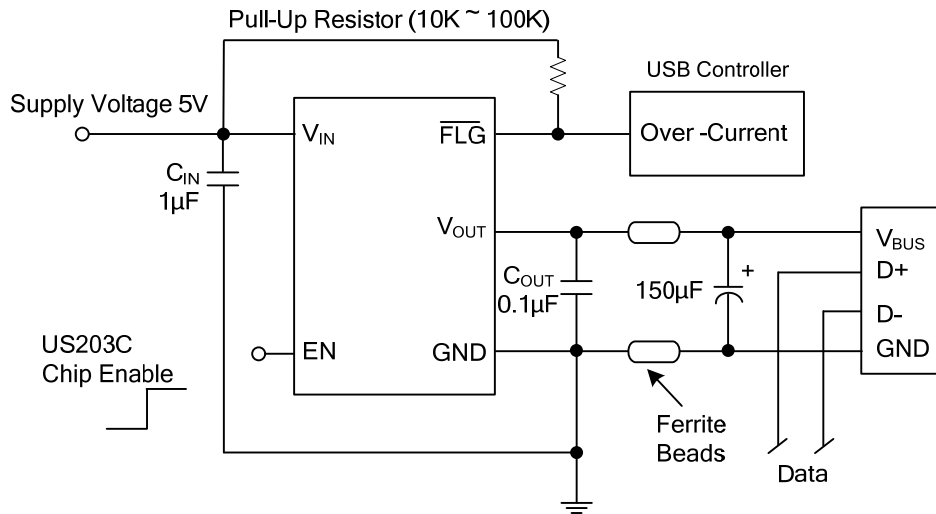 Pull-Up Resistor (10K ~ 100K)
USB Controller
Supply Voltage 5V
VIN
FLG
Over -Current
CIN
1µF
VOUT
VBUS
COUT
0.1µF
150µF
+
D+
D-
US203C
Chip Enable
EN
GND
GND
Ferrite
Beads
Data